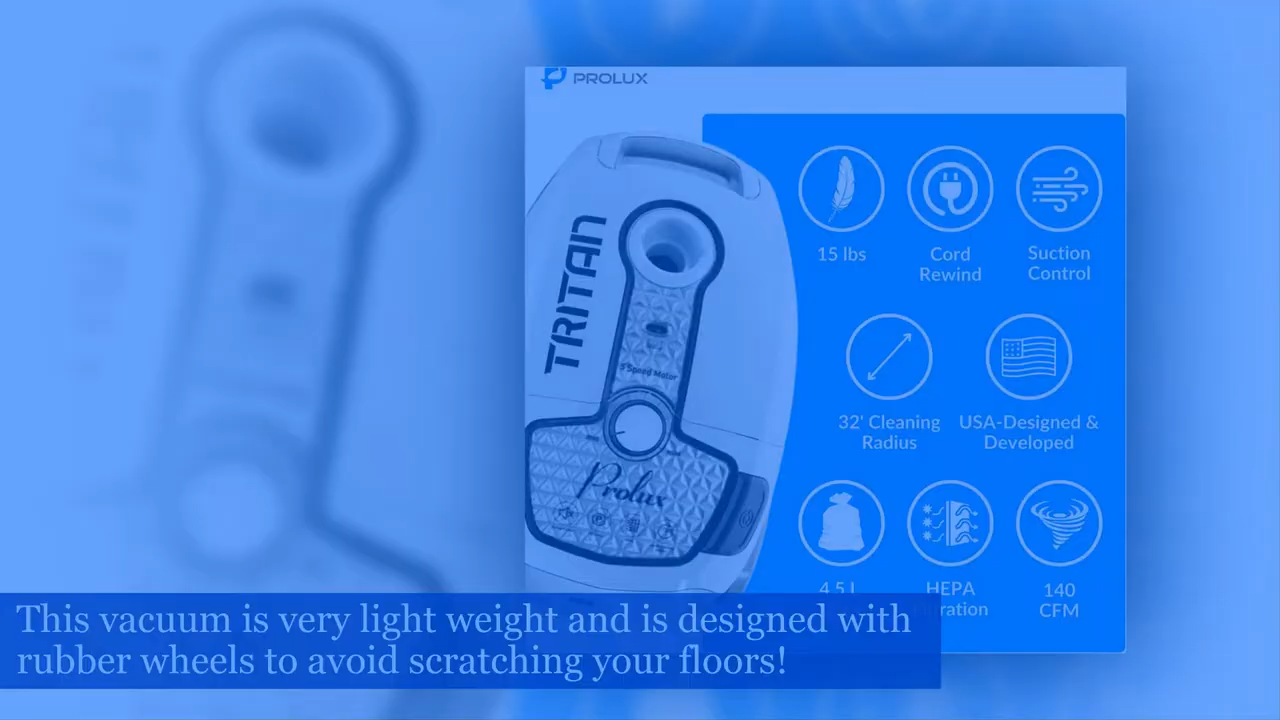 PROLUX
TRITAN
15 lbs
Cord
Rewind
Suction
Control
5 Speed Motor
32' Cleaning
Radius
USA-Designed &
Developed
Prolux
4.5 L
HEPA
140
CFM
This vacuum is very light weight and is designed with
rubber wheels to avoid scratching your floors!